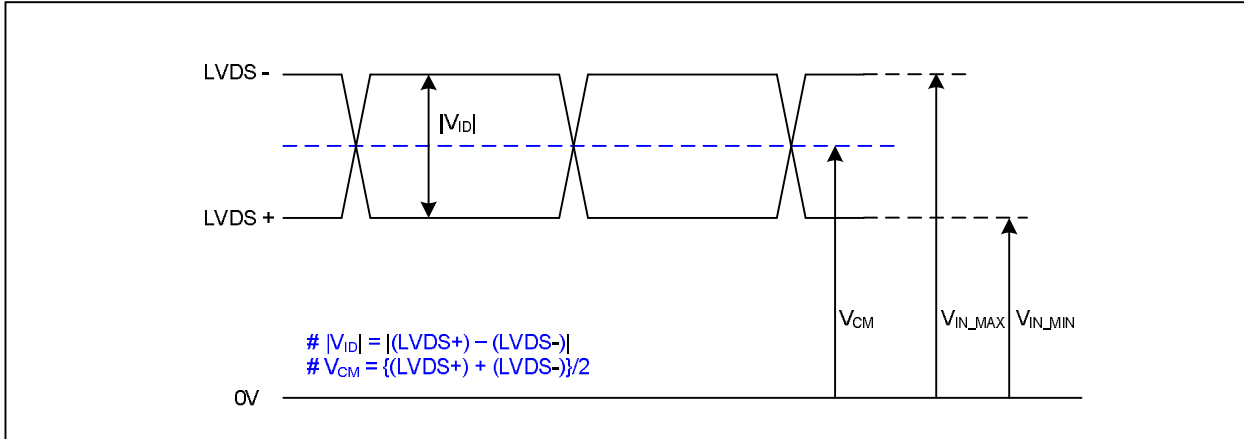 LVDS -
|VID|
LVDS +
VCM
VIN_MAX
VIN_MIN
# |VID| = |(LVDS+) – (LVDS-)|
# VCM = {(LVDS+) + (LVDS-)}/2
0V